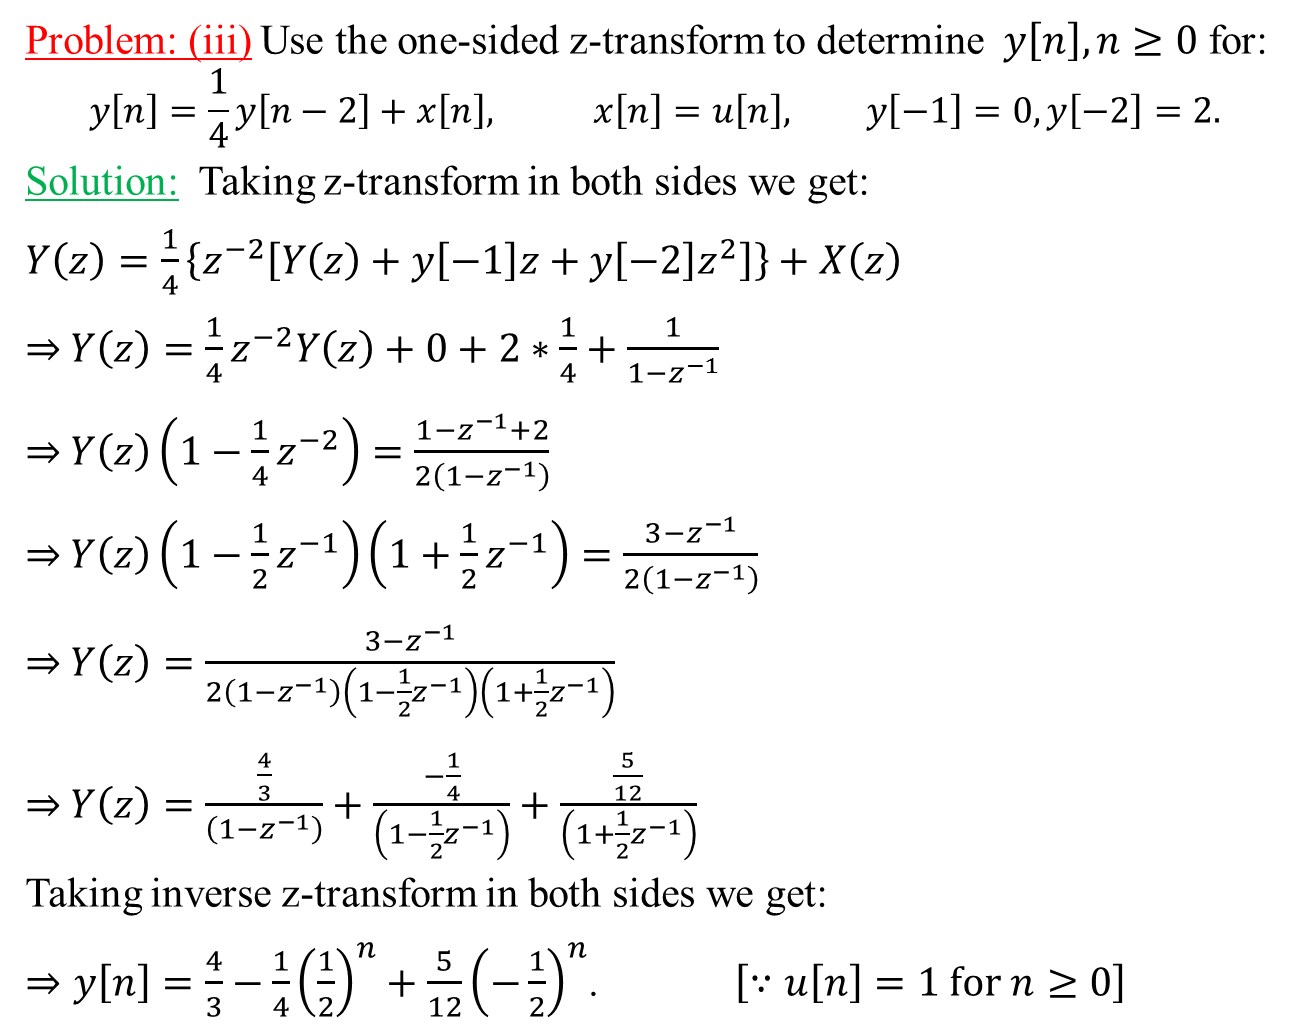 Problem: (iii) Use the one-sided z-transform to determine y[n], n ≥ 0 for:
y[n] = 1/4 y[n − 2] + x[n], x[n] = u[n], y[−1] = 0, y[−2] = 2.
Solution: Taking z-transform in both sides we get:
Y(z) = 1/4 {z⁻²[Y(z) + y[−1]z + y[−2]z²]} + X(z)
⇒ Y(z) = 1/4 z⁻²Y(z) + 0 + 2 * 1/4 + 1/(1−z⁻¹)
⇒ Y(z) (1 − 1/4 z⁻²) = (1−z⁻¹+2)/(2(1−z⁻¹))
⇒ Y(z) (1 − 1/2 z⁻¹) (1 + 1/2 z⁻¹) = (3−z⁻¹)/(2(1−z⁻¹))
⇒ Y(z) = (3−z⁻¹)/(2(1−z⁻¹)(1−1/2 z⁻¹)(1+1/2 z⁻¹))
⇒ Y(z) = (4/3)/(1−z⁻¹) + (−1/4)/(1−1/2 z⁻¹) + (5/12)/(1+1/2 z⁻¹)
Taking inverse z-transform in both sides we get:
⇒ y[n] = 4/3 − 1/4 (1/2)ⁿ + 5/12 (−1/2)ⁿ. [∵ u[n] = 1 for n ≥ 0]